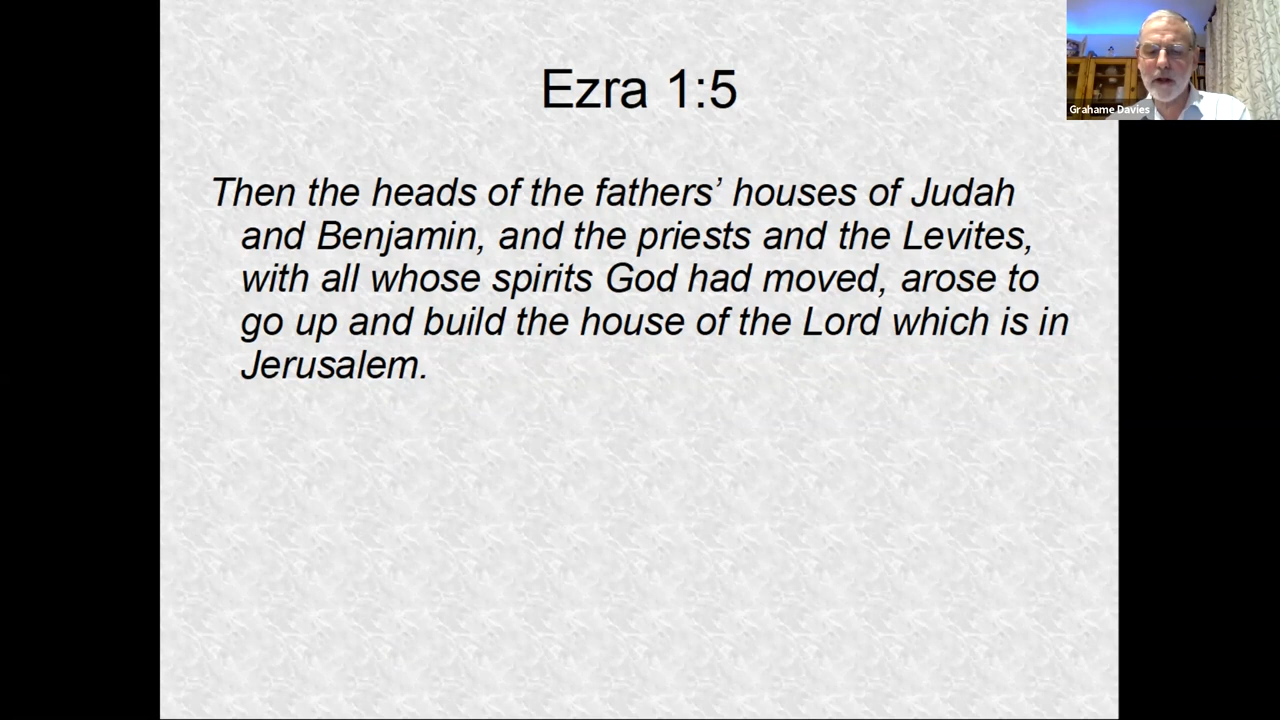 Ezra 1:5
Grahame Davies
Then the heads of the fathers’ houses of Judah
and Benjamin, and the priests and the Levites,
with all whose spirits God had moved, arose to
go up and build the house of the Lord which is in
Jerusalem.